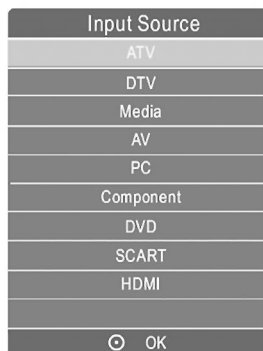 Input Source
ATV
DTV
Media
AV
PC
Component
DVD
SCART
HDMI
OK